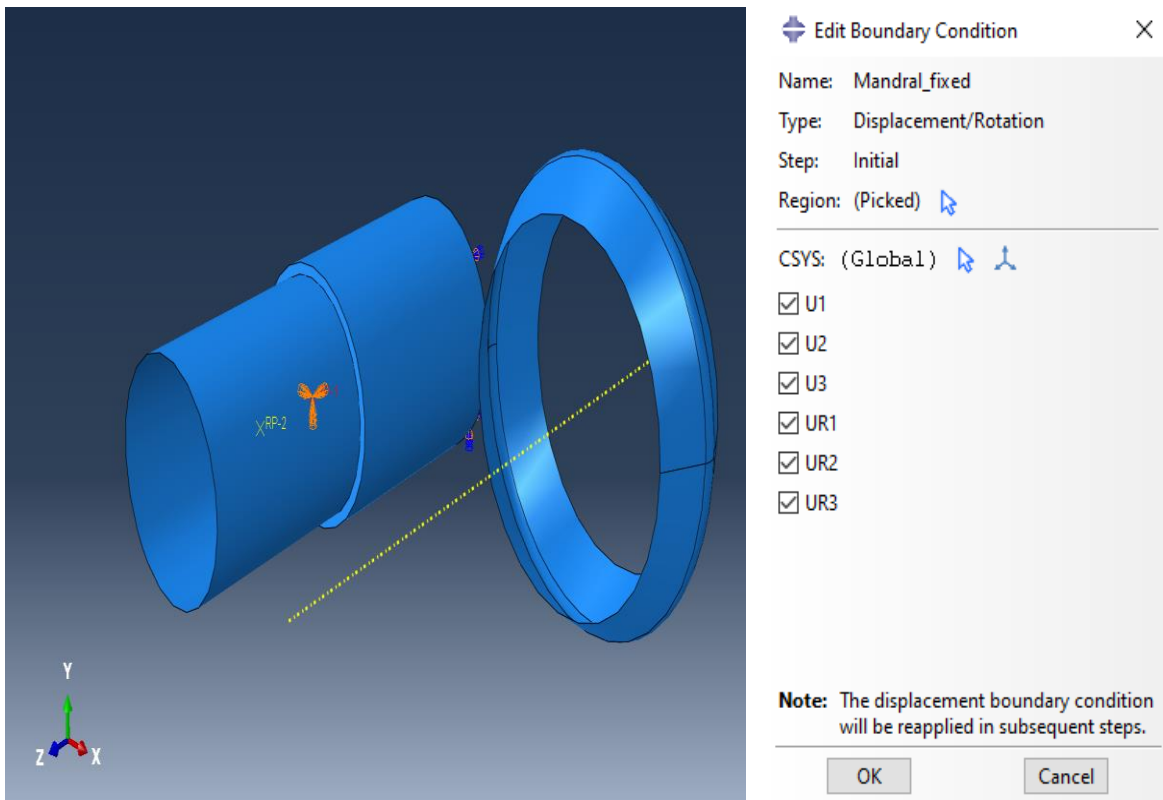 RP-2
Y
Z
X
Edit Boundary Condition
Name: Mandral_fixed
Type: Displacement/Rotation
Step: Initial
Region: (Picked)
CSYS: (Global)
U1
U2
U3
UR1
UR2
UR3
Note: The displacement boundary condition
will be reapplied in subsequent steps.
OK Cancel